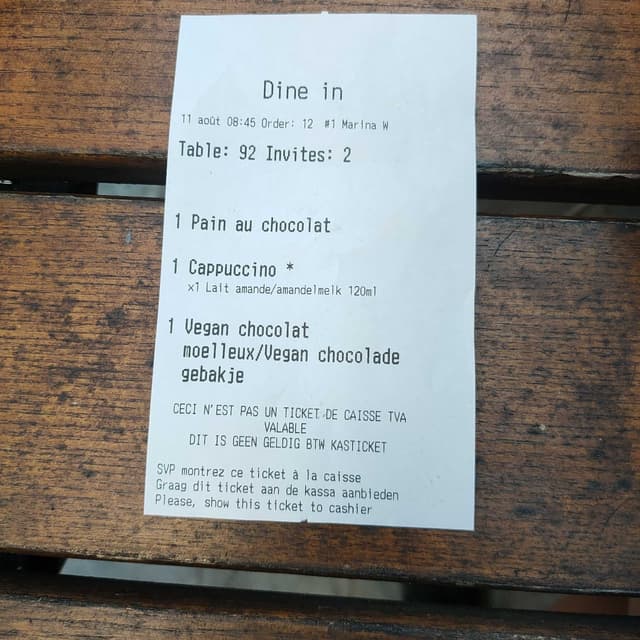 Dine in
11 août 08:45 Order: 12 #1 Marina W
Table: 92 Invites: 2
1 Pain au chocolat
1 Cappuccino *
x1 Lait amande/amandelmelk 120ml
1 Vegan chocolat
moelleux/Vegan chocolade
gebakje
CECI N'EST PAS UN TICKET DE CAISSE TVA
VALABLE
DIT IS GEEN GELDIG BTW KASTICKET
SVP montrez ce ticket à la caisse
Graag dit ticket aan de kassa aanbieden
Please, show this ticket to cashier